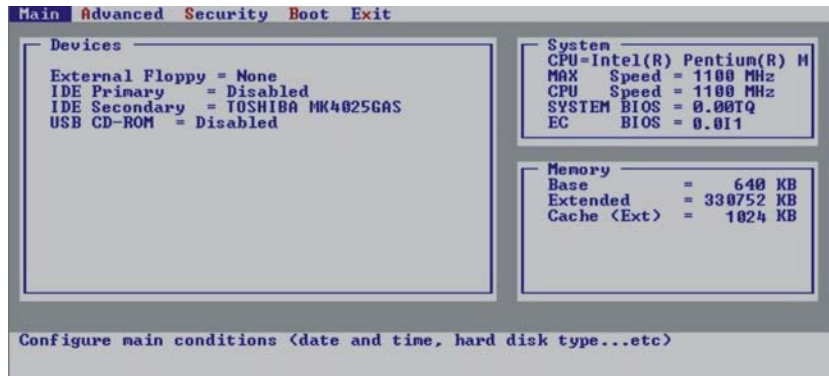 Main Advanced Security Boot Exit
Devices
External Floppy = None
IDE Primary = Disabled
IDE Secondary = TOSHIBA MK4025GAS
USB CD-ROM = Disabled
System
CPU=Intel(R) Pentium(R) M
MAX Speed = 1100 MHz
CPU Speed = 1100 MHz
SYSTEM BIOS = 0.00TQ
EC BIOS = 0.0I1
Memory
Base = 640 KB
Extended = 330752 KB
Cache (Ext) = 1024 KB
Configure main conditions (date and time, hard disk type...etc)